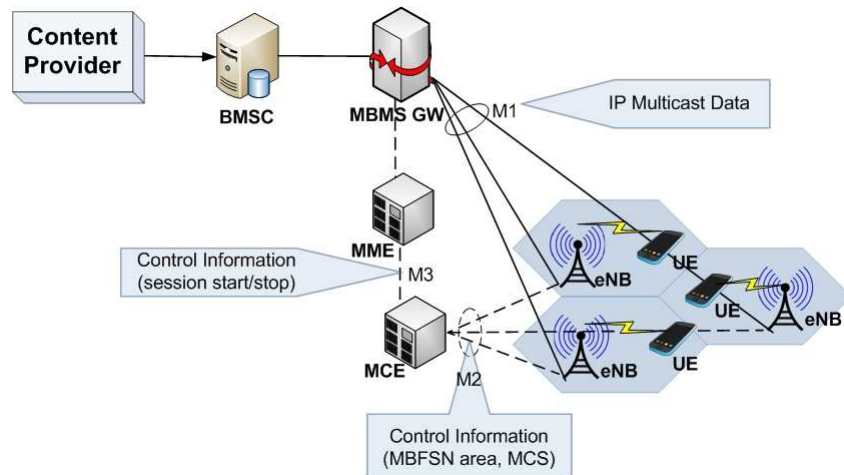 Content
Provider
BMSC
MBMS GW
M1
IP Multicast Data
MME
Control Information
(session start/stop)
M3
MCE
M2
Control Information
(MBFSN area, MCS)
eNB
UE
UE
eNB
eNB
UE